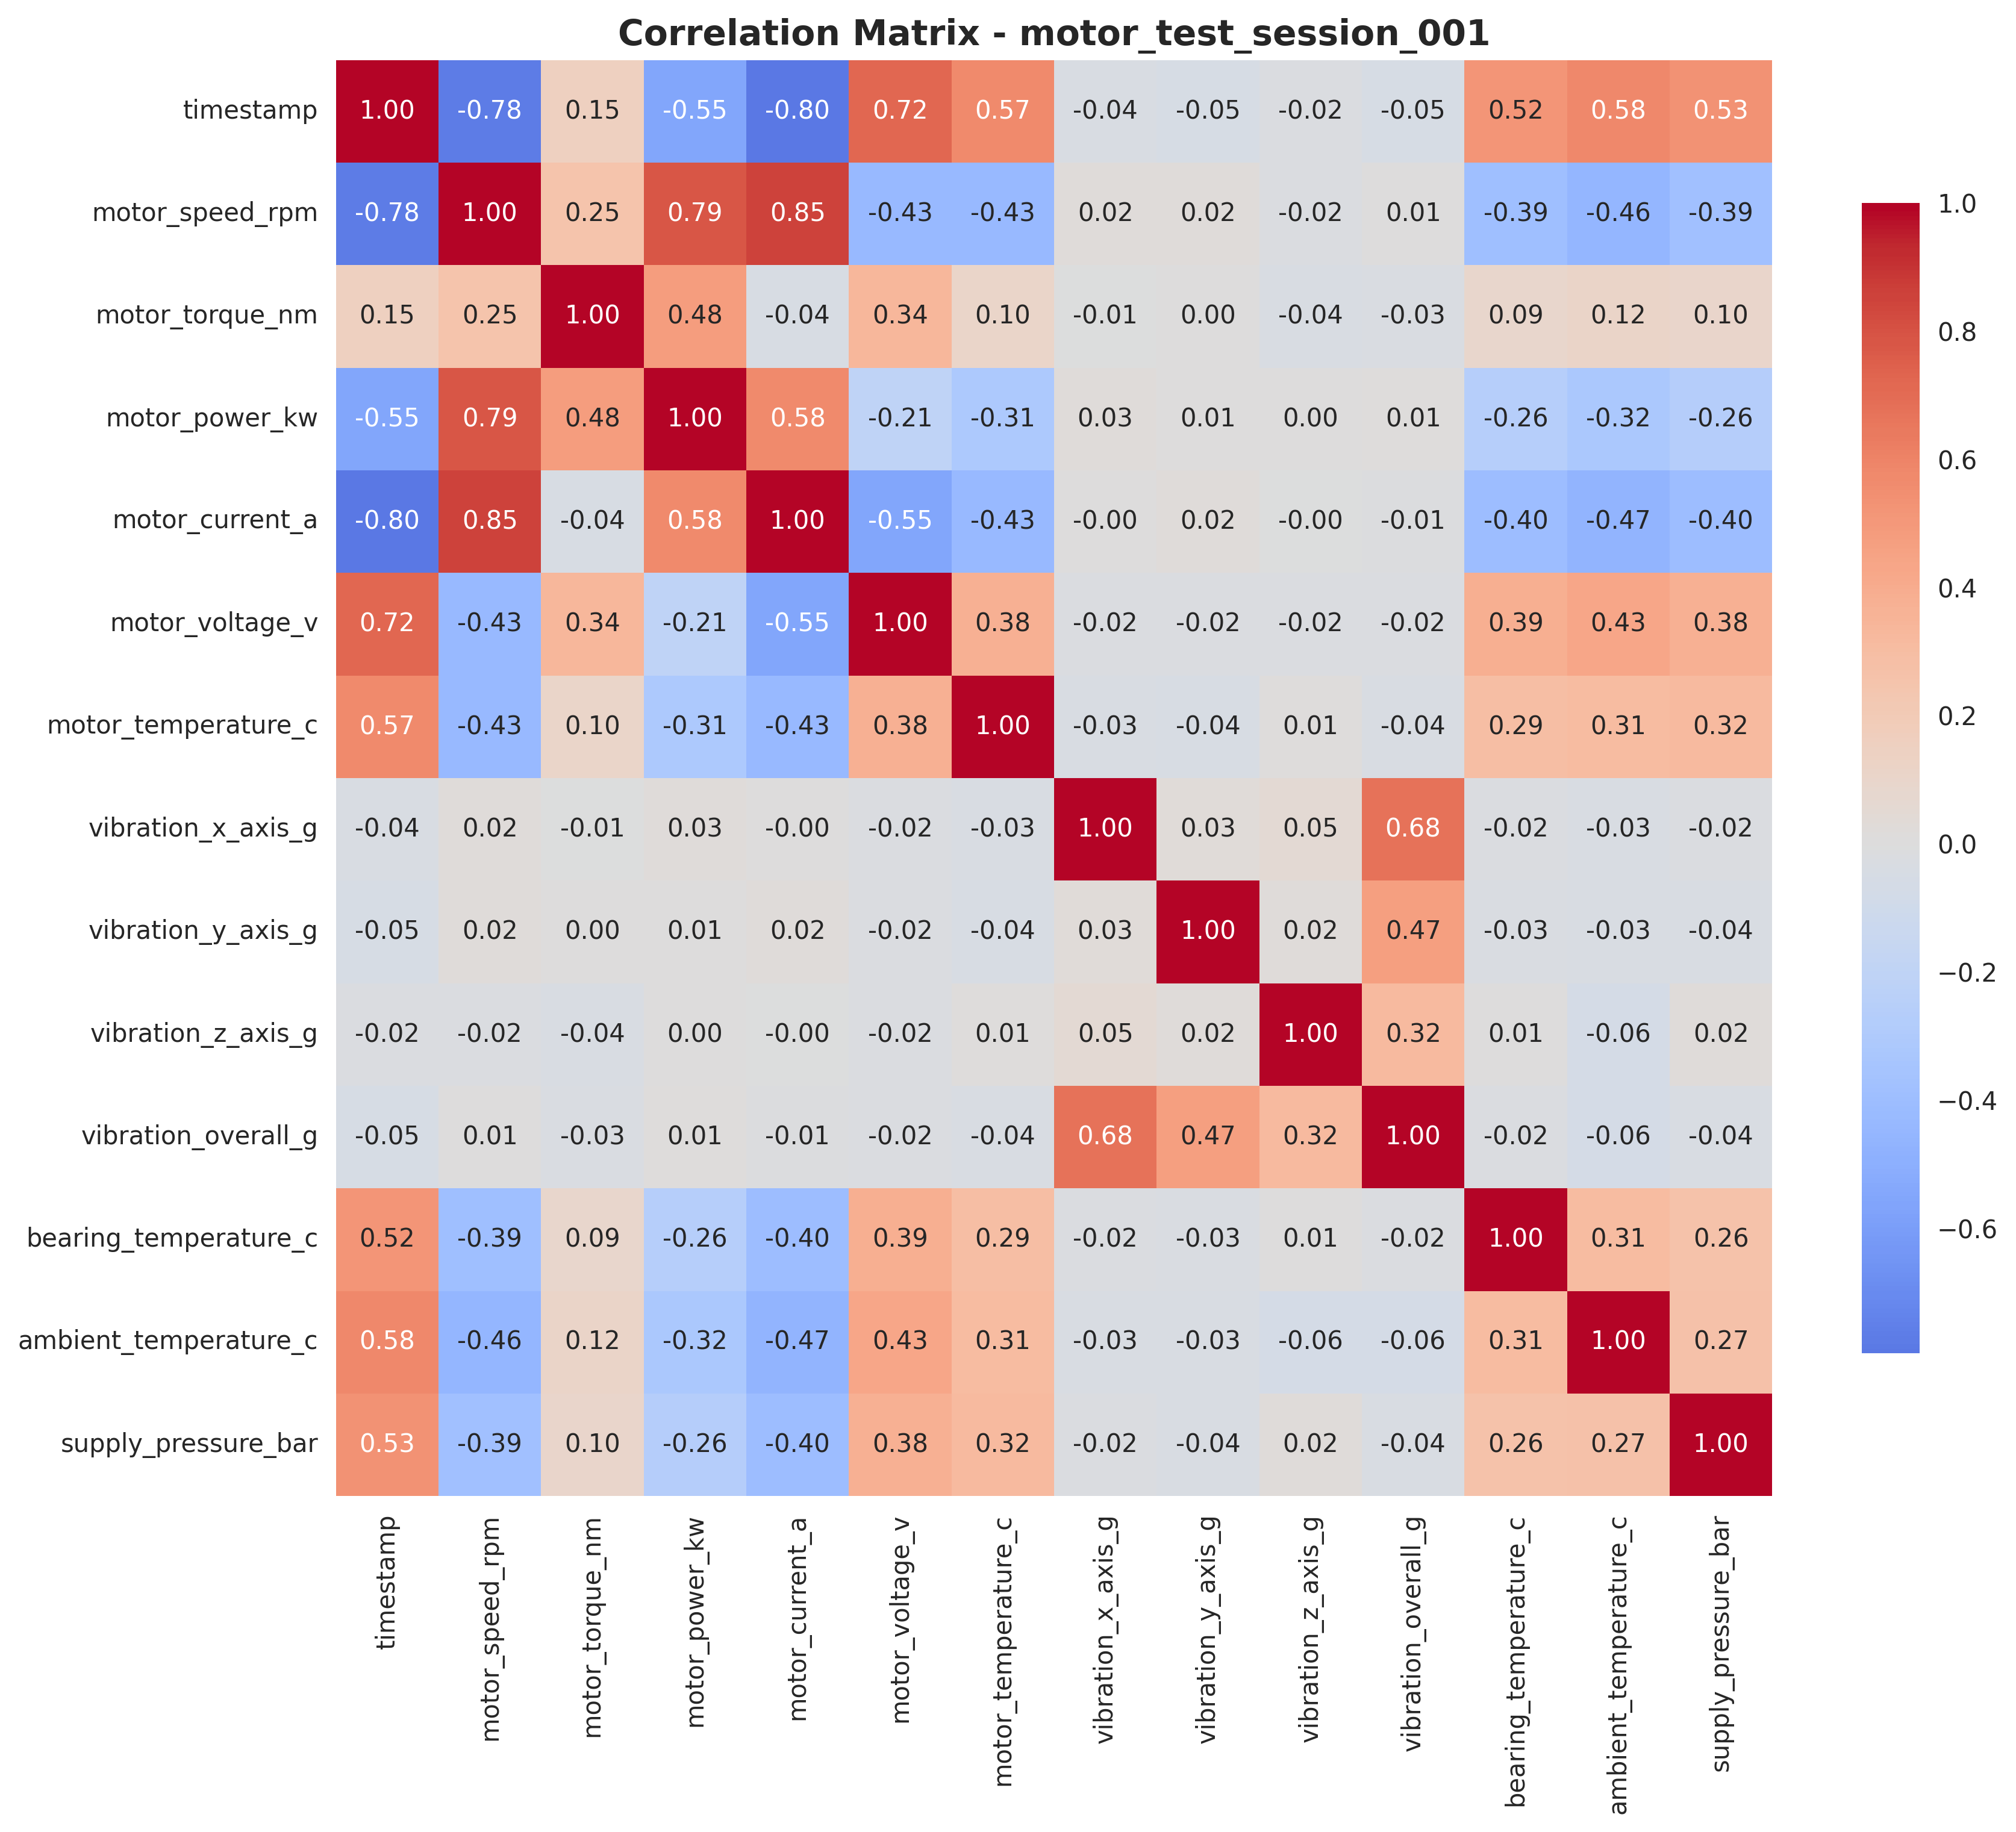 Correlation Matrix - motor_test_session_001
timestamp 1.00 -0.78 0.15 -0.55 -0.80 0.72 0.57 -0.04 -0.05 -0.02 -0.05 0.52 0.58 0.53
motor_speed_rpm -0.78 1.00 0.25 0.79 0.85 -0.43 -0.43 0.02 0.02 -0.02 0.01 -0.39 -0.46 -0.39
motor_torque_nm 0.15 0.25 1.00 0.48 -0.04 0.34 0.10 -0.01 0.00 -0.04 -0.03 0.09 0.12 0.10
motor_power_kw -0.55 0.79 0.48 1.00 0.58 -0.21 -0.31 0.03 0.01 0.00 0.01 -0.26 -0.32 -0.26
motor_current_a -0.80 0.85 -0.04 0.58 1.00 -0.55 -0.43 -0.00 0.02 -0.00 -0.01 -0.40 -0.47 -0.40
motor_voltage_v 0.72 -0.43 0.34 -0.21 -0.55 1.00 0.38 -0.02 -0.02 -0.02 -0.02 0.39 0.43 0.38
motor_temperature_c 0.57 -0.43 0.10 -0.31 -0.43 0.38 1.00 -0.03 -0.04 0.01 -0.04 0.29 0.31 0.32
vibration_x_axis_g -0.04 0.02 -0.01 0.03 -0.00 -0.02 -0.03 1.00 0.03 0.05 0.68 -0.02 -0.03 -0.02
vibration_y_axis_g -0.05 0.02 0.00 0.01 0.02 -0.02 -0.04 0.03 1.00 0.02 0.47 -0.03 -0.03 -0.04
vibration_z_axis_g -0.02 -0.02 -0.04 0.00 -0.00 -0.02 0.01 0.05 0.02 1.00 0.32 0.01 -0.06 0.02
vibration_overall_g -0.05 0.01 -0.03 0.01 -0.01 -0.02 -0.04 0.68 0.47 0.32 1.00 -0.02 -0.06 -0.04
bearing_temperature_c 0.52 -0.39 0.09 -0.26 -0.40 0.39 0.29 -0.02 -0.03 0.01 -0.02 1.00 0.31 0.26
ambient_temperature_c 0.58 -0.46 0.12 -0.32 -0.47 0.43 0.31 -0.03 -0.03 -0.06 -0.06 0.31 1.00 0.27
supply_pressure_bar 0.53 -0.39 0.10 -0.26 -0.40 0.38 0.32 -0.02 -0.04 0.02 -0.04 0.26 0.27 1.00
timestamp
motor_speed_rpm
motor_torque_nm
motor_power_kw
motor_current_a
motor_voltage_v
motor_temperature_c
vibration_x_axis_g
vibration_y_axis_g
vibration_z_axis_g
vibration_overall_g
bearing_temperature_c
ambient_temperature_c
supply_pressure_bar
1.0
0.8
0.6
0.4
0.2
0.0
−0.2
−0.4
−0.6